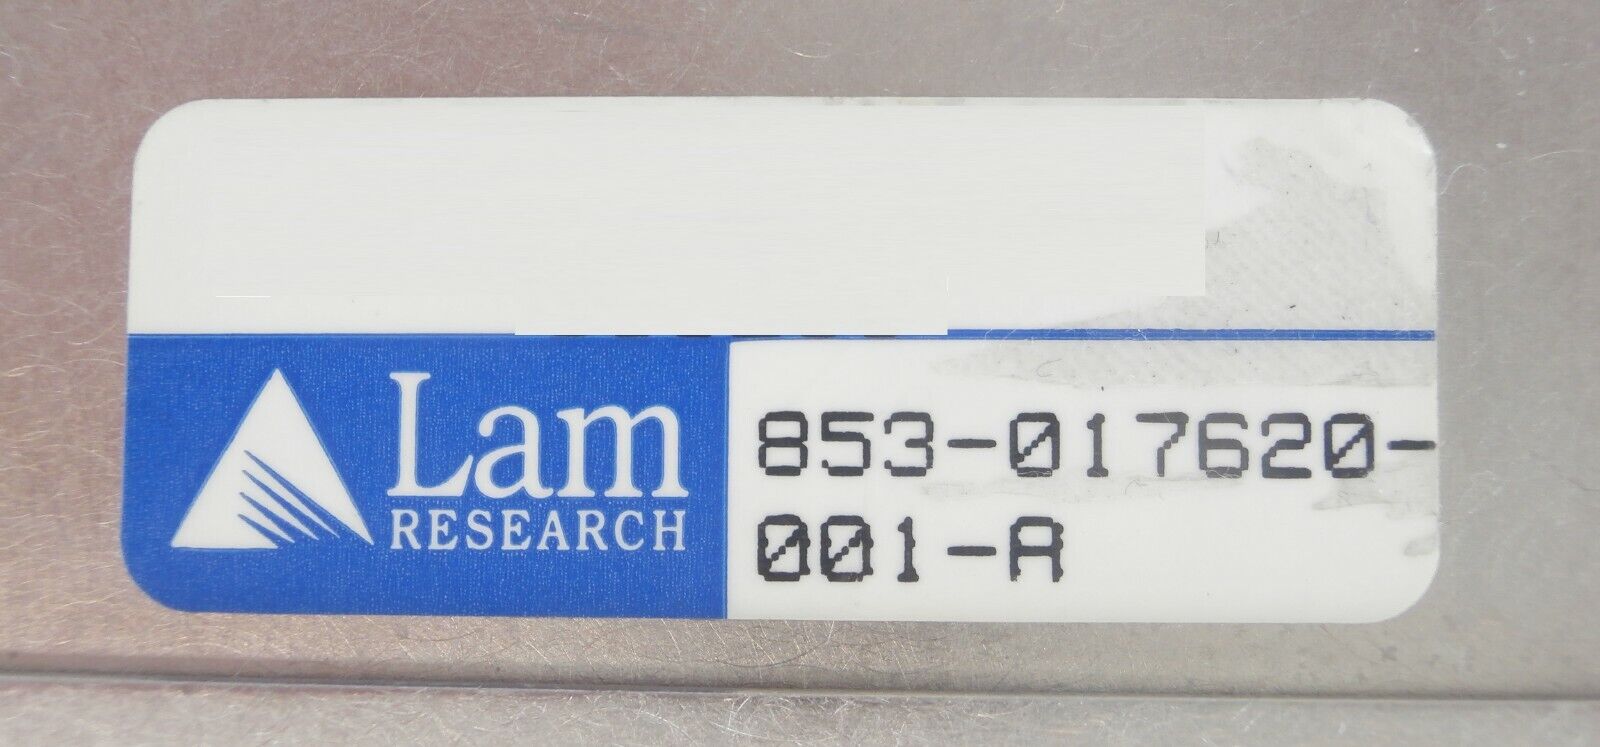 Lam
RESEARCH
853-017620-
001-A